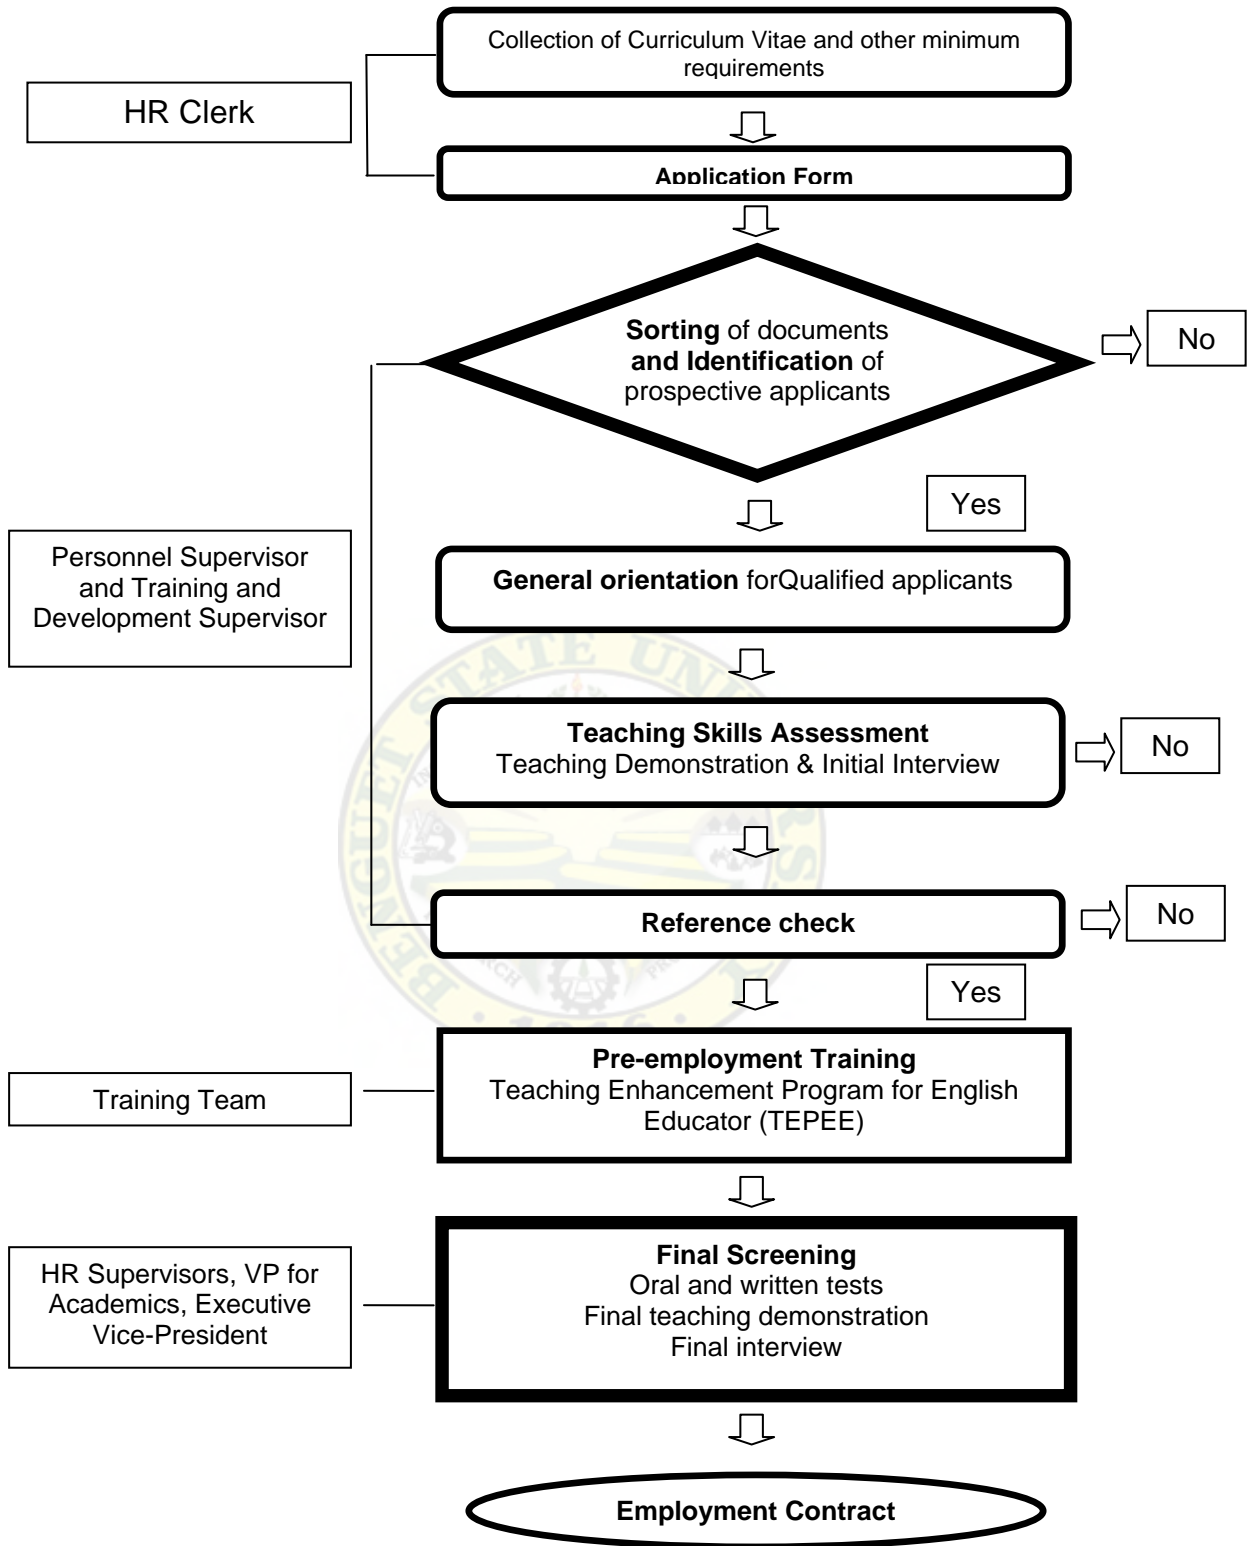 Collection of Curriculum Vitae and other minimum
requirements
HR Clerk
Application Form
Sorting of documents
and Identification of
prospective applicants
No
Yes
Personnel Supervisor
and Training and
Development Supervisor
General orientation forQualified applicants
Teaching Skills Assessment
Teaching Demonstration & Initial Interview
No
Reference check
No
Yes
Pre-employment Training
Teaching Enhancement Program for English
Educator (TEPEE)
Training Team
Final Screening
Oral and written tests
Final teaching demonstration
Final interview
HR Supervisors, VP for
Academics, Executive
Vice-President
Employment Contract
BENGUET STATE UNIVERSITY
1916